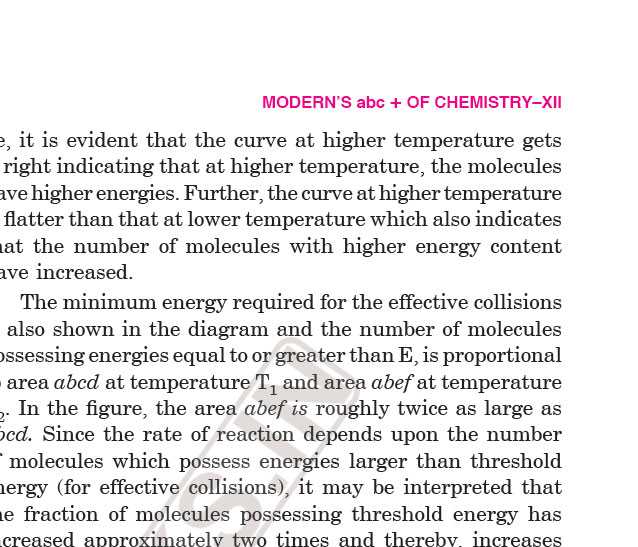 MODERN'S abc + OF CHEMISTRY–XII
e, it is evident that the curve at higher temperature gets
right indicating that at higher temperature, the molecules
ave higher energies. Further, the curve at higher temperature
flatter than that at lower temperature which also indicates
hat the number of molecules with higher energy content
ave increased.
The minimum energy required for the effective collisions
also shown in the diagram and the number of molecules
ossessing energies equal to or greater than E, is proportional
area abcd at temperature T₁ and area abef at temperature
₂. In the figure, the area abef is roughly twice as large as
bcd. Since the rate of reaction depends upon the number
f molecules which possess energies larger than threshold
nergy (for effective collisions), it may be interpreted that
he fraction of molecules possessing threshold energy has
ncreased approximately two times and thereby, increases
S.IN